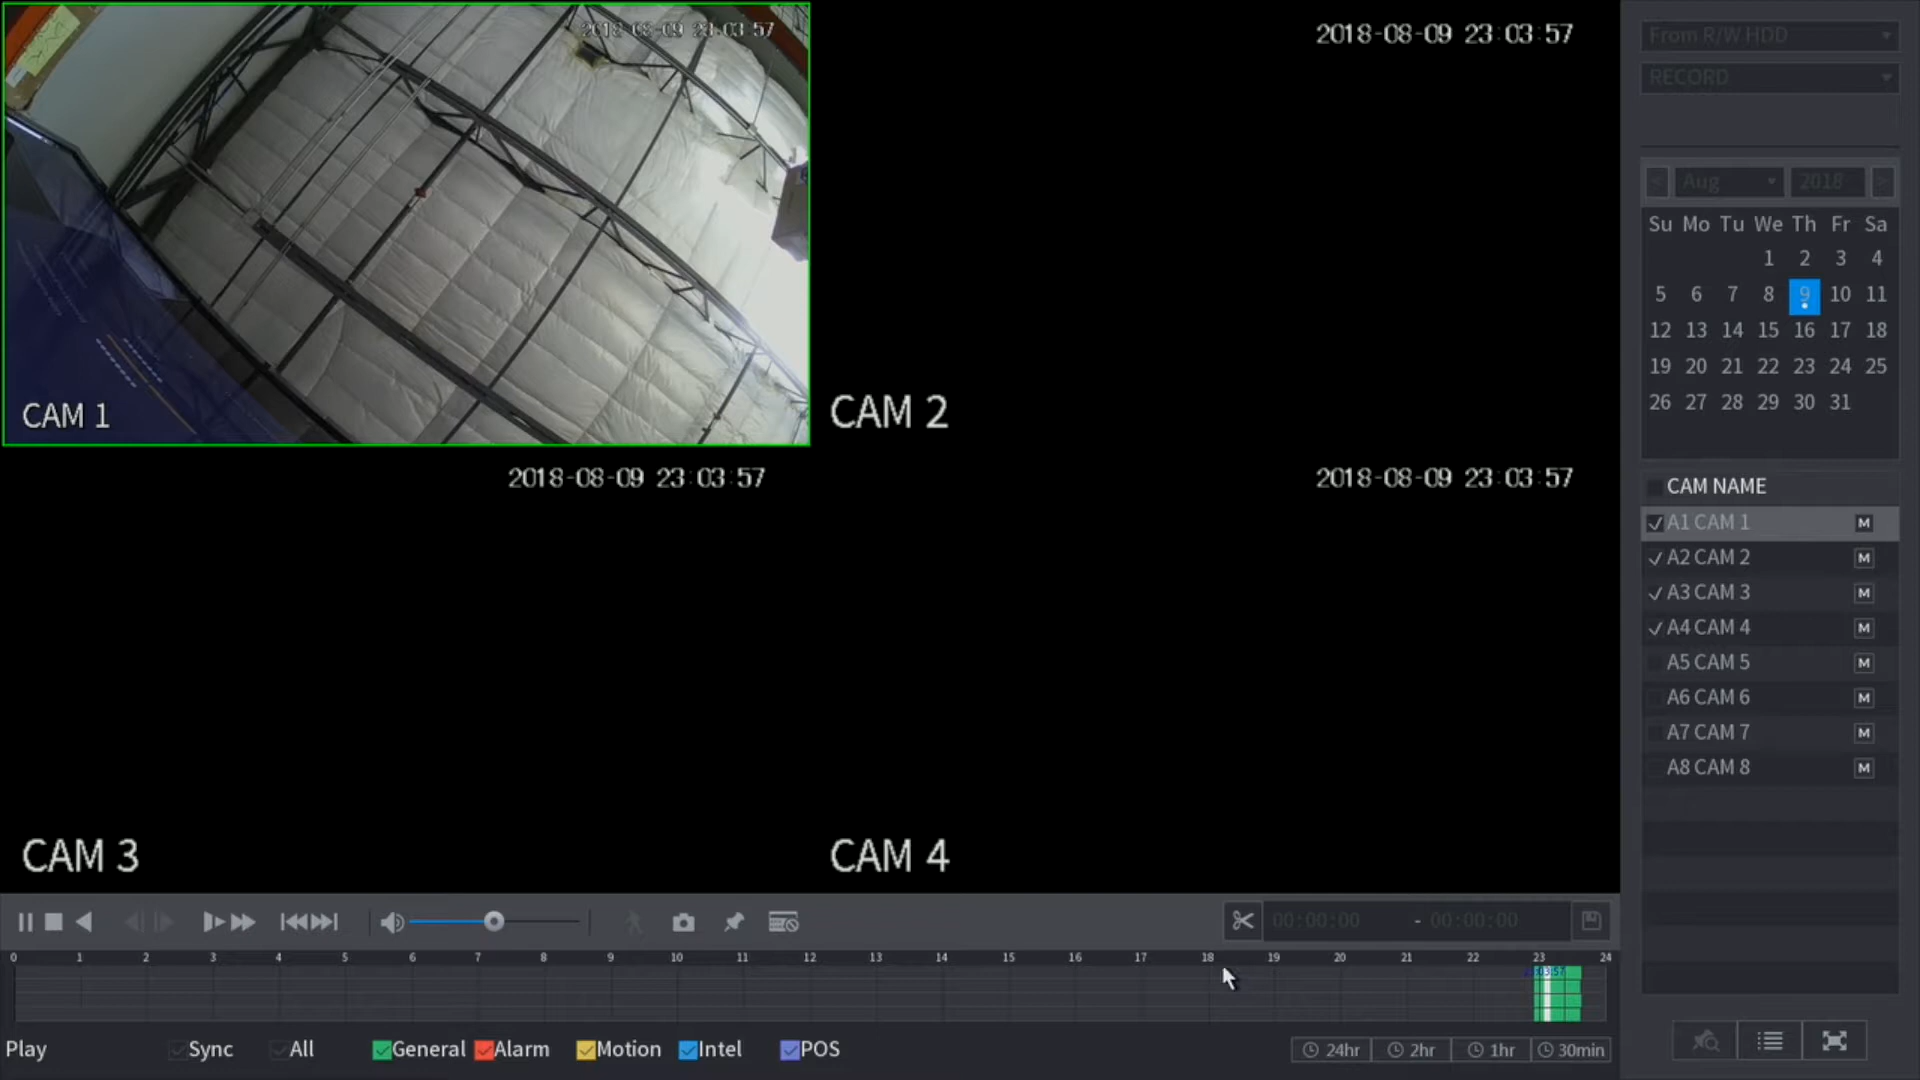 2018-08-09 23:03:57
2018-08-09 23:03:57
CAM 1
CAM 2
2018-08-09 23:03:57
2018-08-09 23:03:57
CAM 3
CAM 4
From R/W HDD
RECORD
< Aug 2018 >
Su Mo Tu We Th Fr Sa
1 2 3 4
5 6 7 8 9 10 11
12 13 14 15 16 17 18
19 20 21 22 23 24 25
26 27 28 29 30 31
CAM NAME
A1 CAM 1 M
A2 CAM 2 M
A3 CAM 3 M
A4 CAM 4 M
A5 CAM 5 M
A6 CAM 6 M
A7 CAM 7 M
A8 CAM 8 M
00:00:00 - 00:00:00
0 1 2 3 4 5 6 7 8 9 10 11 12 13 14 15 16 17 18 19 20 21 22 23 24
Play Sync All General Alarm Motion Intel POS
24hr 2hr 1hr 30min